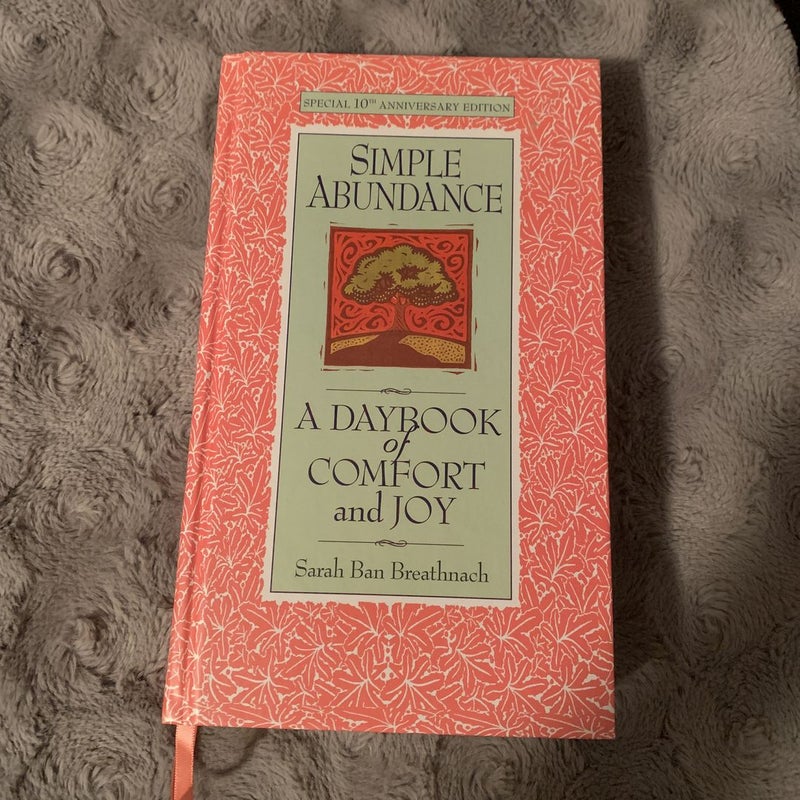 SPECIAL 10TH ANNIVERSARY EDITION
SIMPLE
ABUNDANCE
A DAYBOOK
of
COMFORT
and JOY
Sarah Ban Breathnach